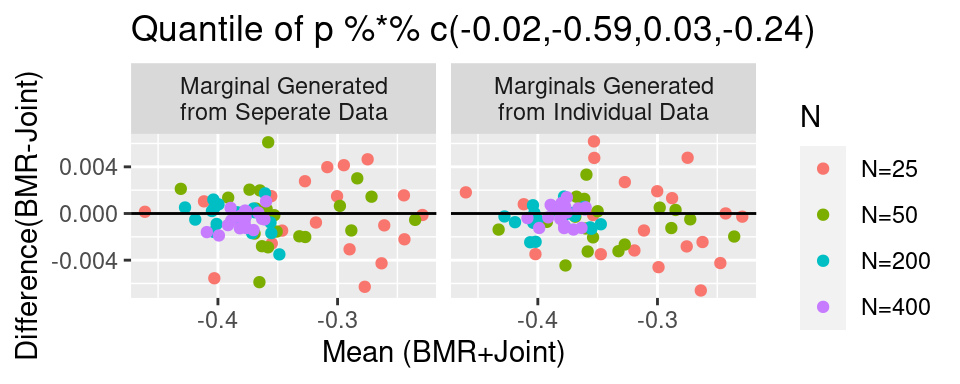 Quantile of p %*% c(-0.02,-0.59,0.03,-0.24)
Marginal Generated
from Seperate Data
Marginals Generated
from Individual Data
Difference(BMR-Joint)
0.004
0.000
-0.004
-0.4
-0.3
-0.4
-0.3
Mean (BMR+Joint)
N
N=25
N=50
N=200
N=400